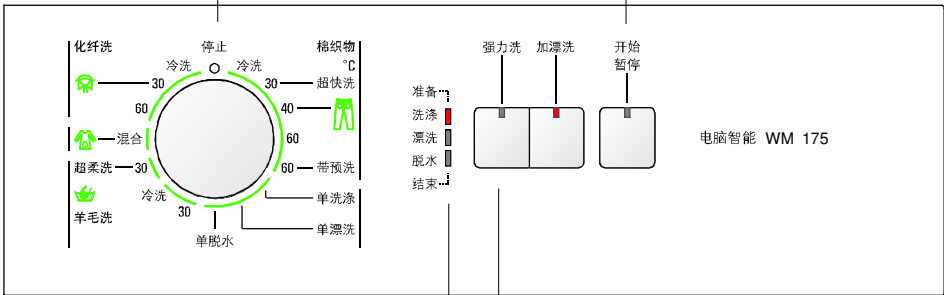 化纤洗
停止
棉织物
°C
冷洗
冷洗
30
30
超快洗
60
40
混合
60
超柔洗
30
60
带预洗
冷洗
30
单洗涤
羊毛洗
单漂洗
单脱水
强力洗
加漂洗
开始
暂停
准备
洗涤
漂洗
脱水
结束
电脑智能 WM 175